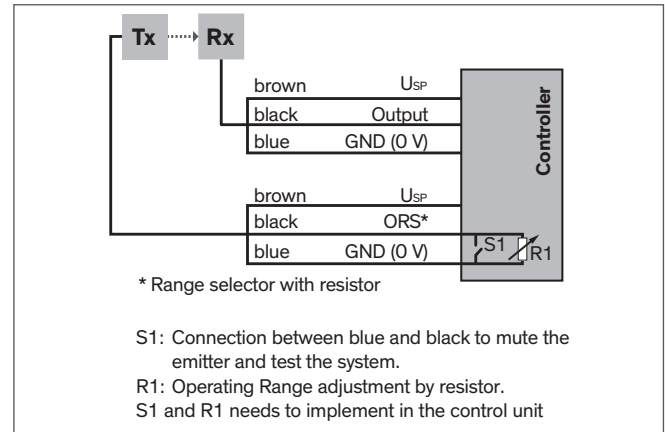 Tx Rx
brown USP
black Output
blue GND (0 V)
Controller
brown USP
black ORS*
blue GND (0 V)
S1 R1
* Range selector with resistor
S1: Connection between blue and black to mute the
emitter and test the system.
R1: Operating Range adjustment by resistor.
S1 and R1 needs to implement in the control unit